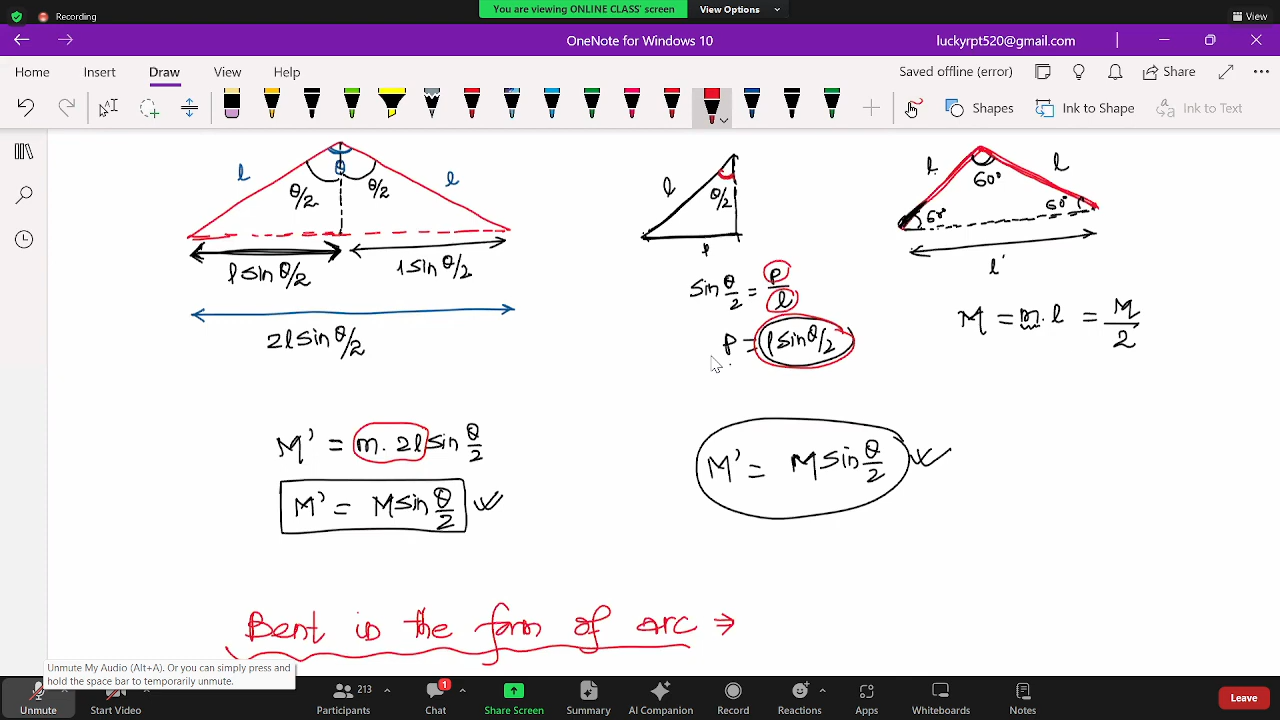 Recording
You are viewing ONLINE CLASS' screen
View Options
View
OneNote for Windows 10
luckyrpt520@gmail.com
Home
Insert
Draw
View
Help
Saved offline (error)
Share
Shapes
Ink to Shape
Ink to Text
l
θ
θ/2
θ/2
l
l sin θ/2
l sin θ/2
2l sin θ/2
l
θ/2
P
sin θ/2 = P/l
P = l sin θ/2
l
60°
l
60°
60°
l'
M = m.l = M/2
M' = m. 2l sin θ/2
M' = M sin θ/2
M' = M sin θ/2
Bent in the form of arc →
Unmute My Audio (Alt+A). Or you can simply press and
hold the space bar to temporarily unmute.
Unmute
Start Video
Participants
213
Chat
1
Share Screen
Summary
AI Companion
Record
Reactions
Apps
Whiteboards
Notes
Leave